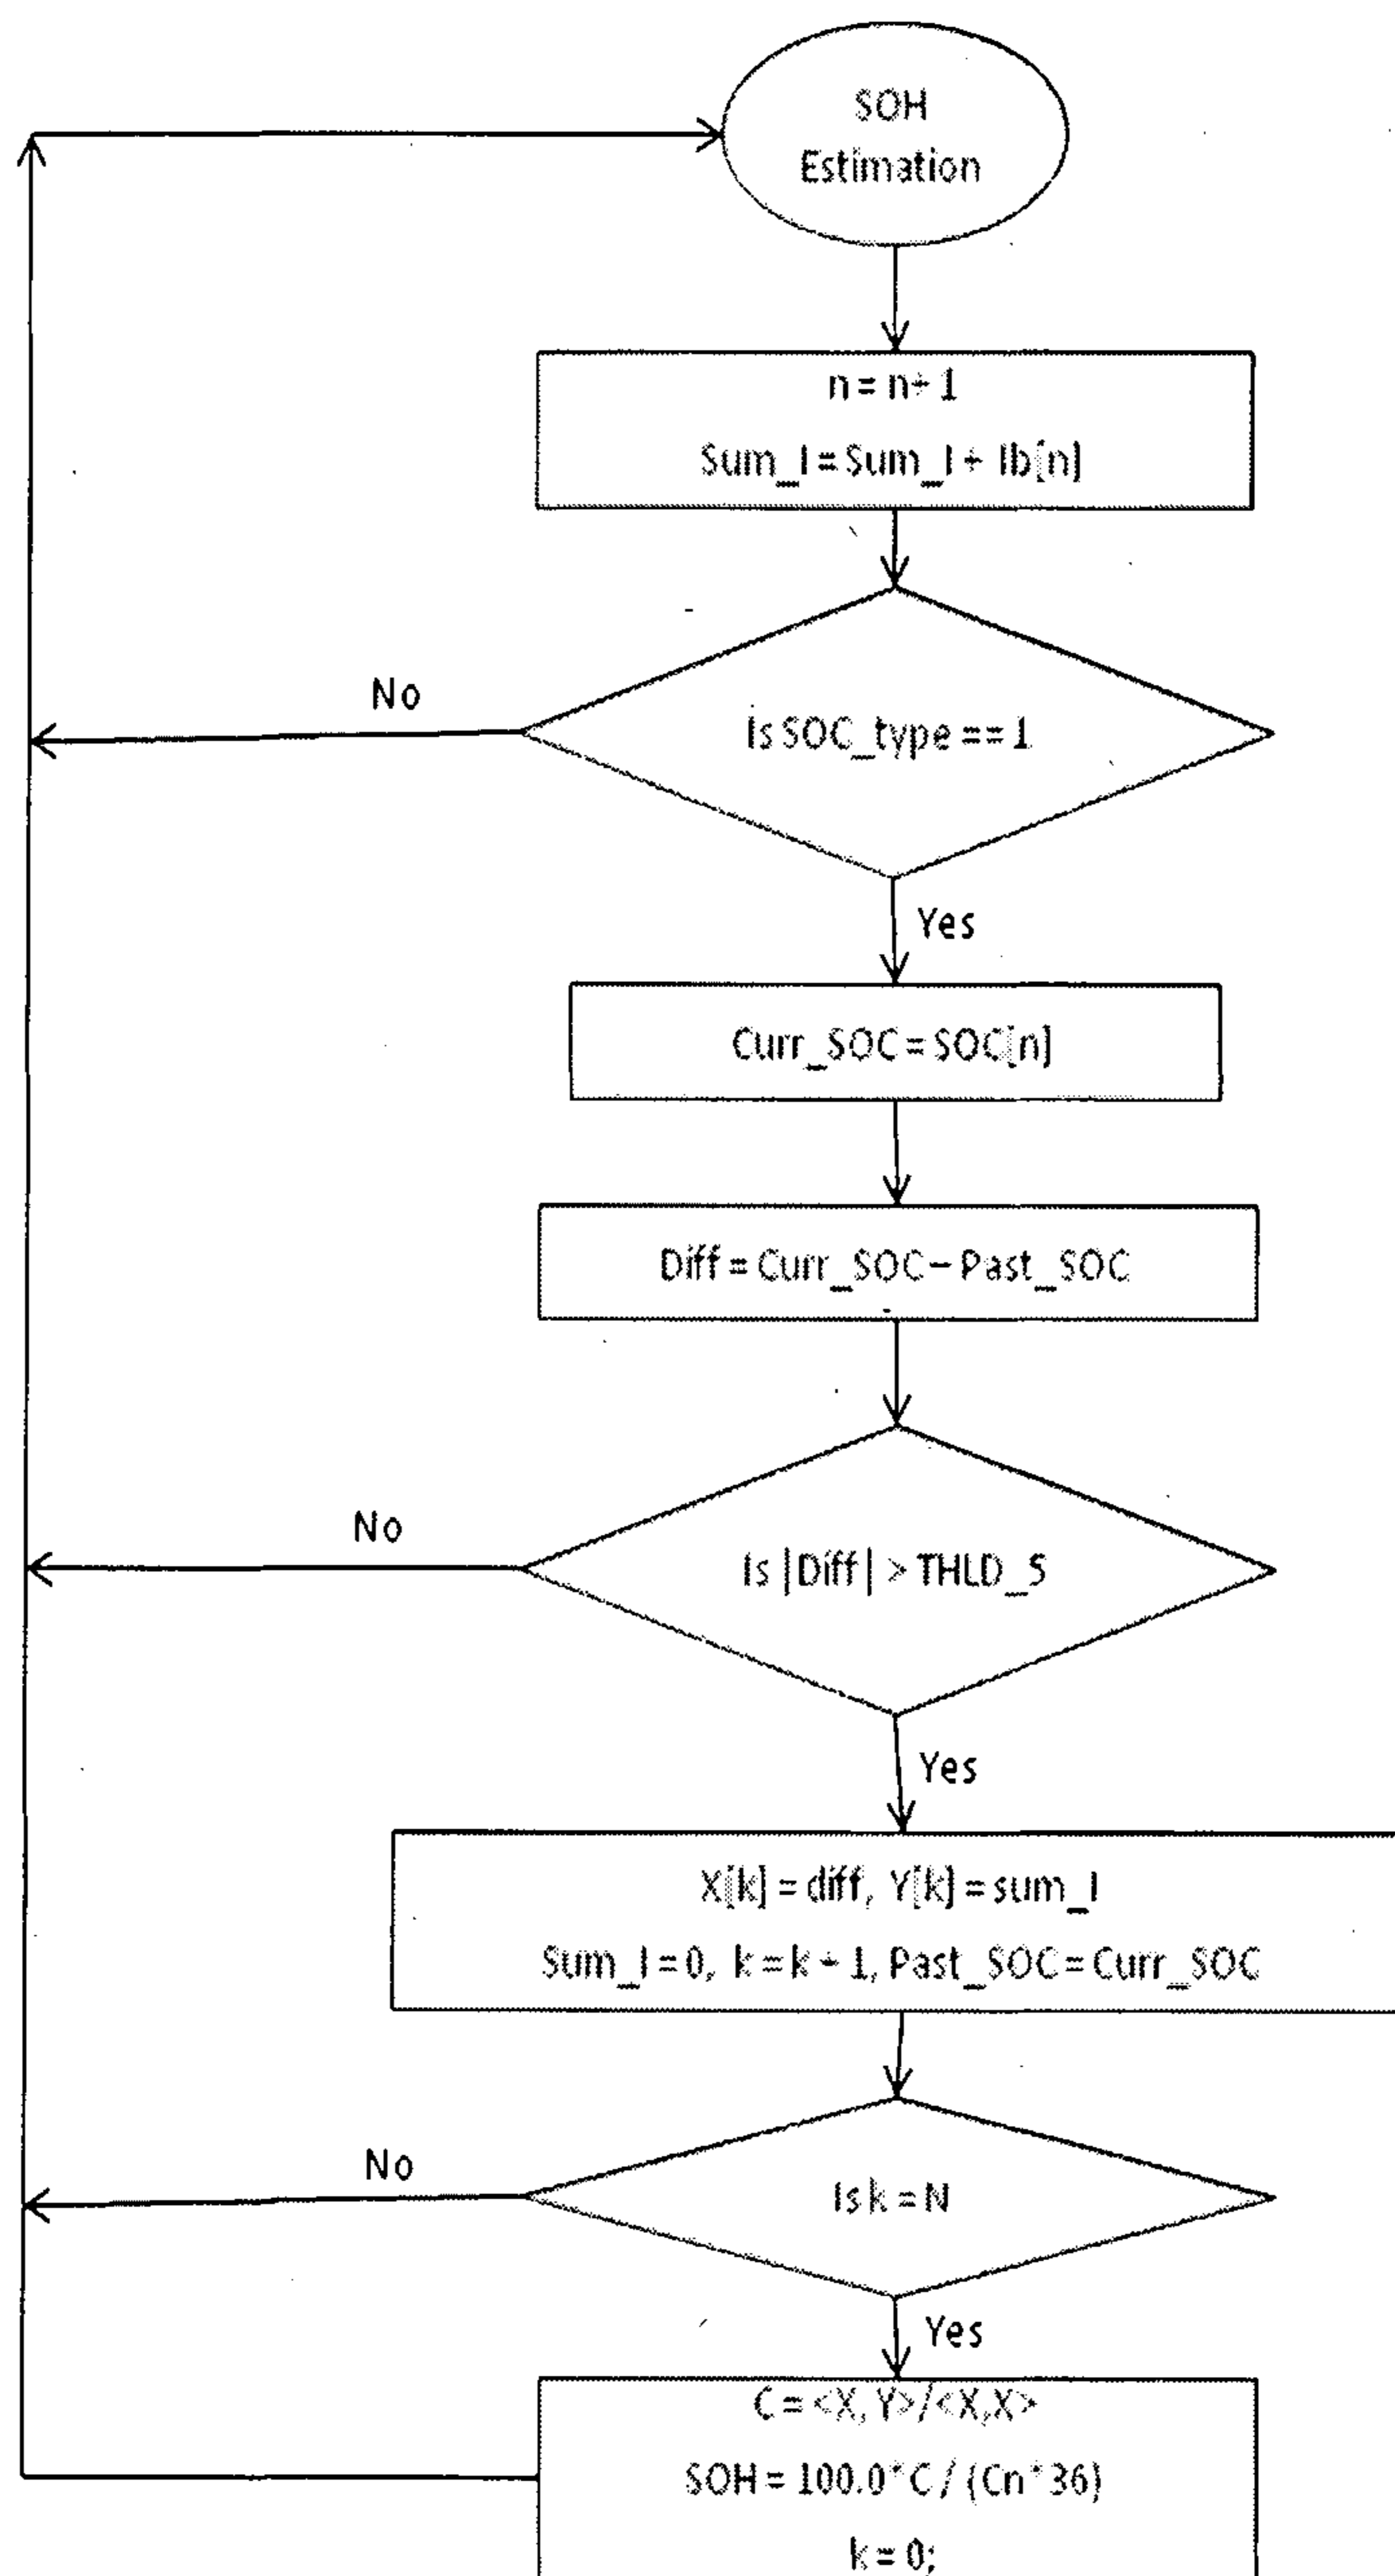 SOH
Estimation
n = n+ 1
Sum_I = Sum_I + Ib[n]
No
Is SOC_type == 1
Yes
Curr_SOC = SOC[n]
Diff = Curr_SOC – Past_SOC
No
Is |Diff| > THLD_5
Yes
X[k] = diff, Y[k] = sum_I
Sum_I = 0, k = k + 1, Past_SOC = Curr_SOC
No
Is k = N
Yes
C = <X, Y>/<X,X>
SOH = 100.0*C / (Cn*36)
k = 0;